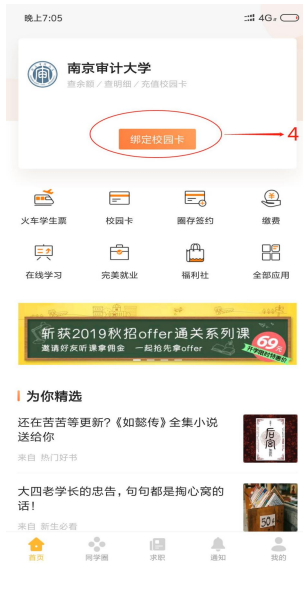 晚上7:05
4G
南京审计大学
查余额 / 查明细 / 充值校园卡
绑定校园卡
4
火车学生票 校园卡 圈存签约 缴费
在线学习 完美就业 福利社 全部应用
斩获2019秋招offer通关系列课
邀请好友听课拿佣金 一起抢先拿offer
69元
为你精选
还在苦苦等更新?《如懿传》全集小说
送给你
来自 热门好书
后宫
大四老学长的忠告，句句都是掏心窝的
话!
来自 新生必看
50
首页 同学圈 求职 通知 我的